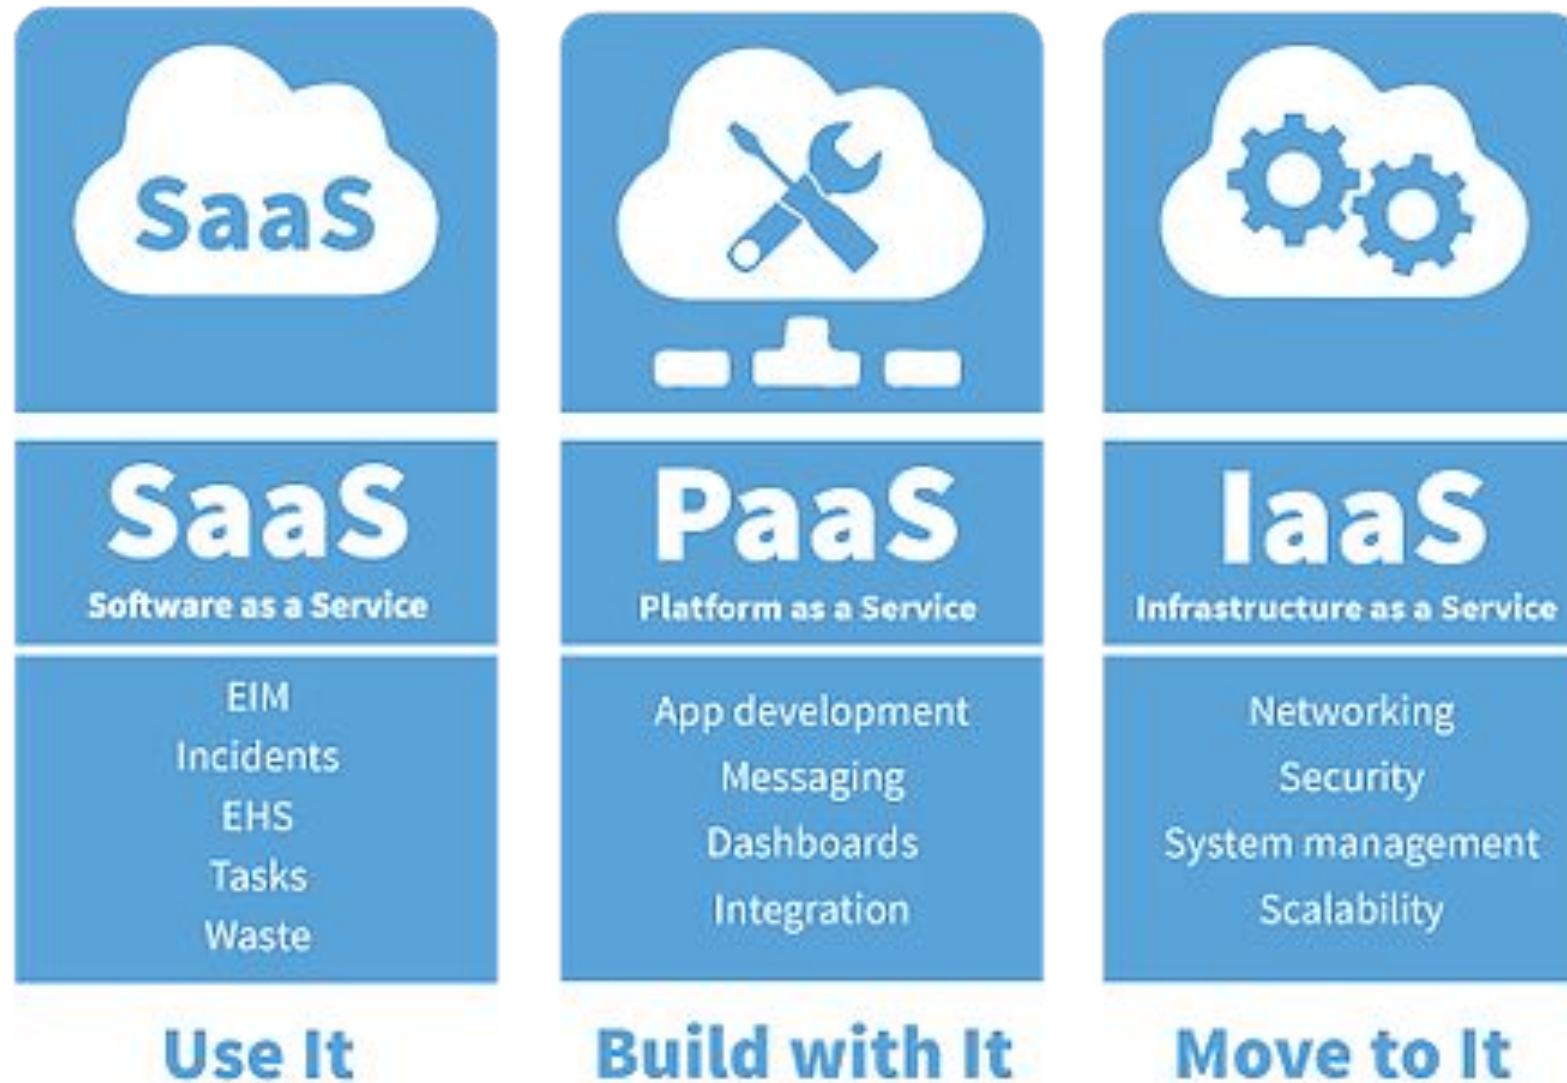 SaaS
SaaS
Software as a Service
EIM
Incidents
EHS
Tasks
Waste
Use It
PaaS
Platform as a Service
App development
Messaging
Dashboards
Integration
Build with It
IaaS
Infrastructure as a Service
Networking
Security
System management
Scalability
Move to It